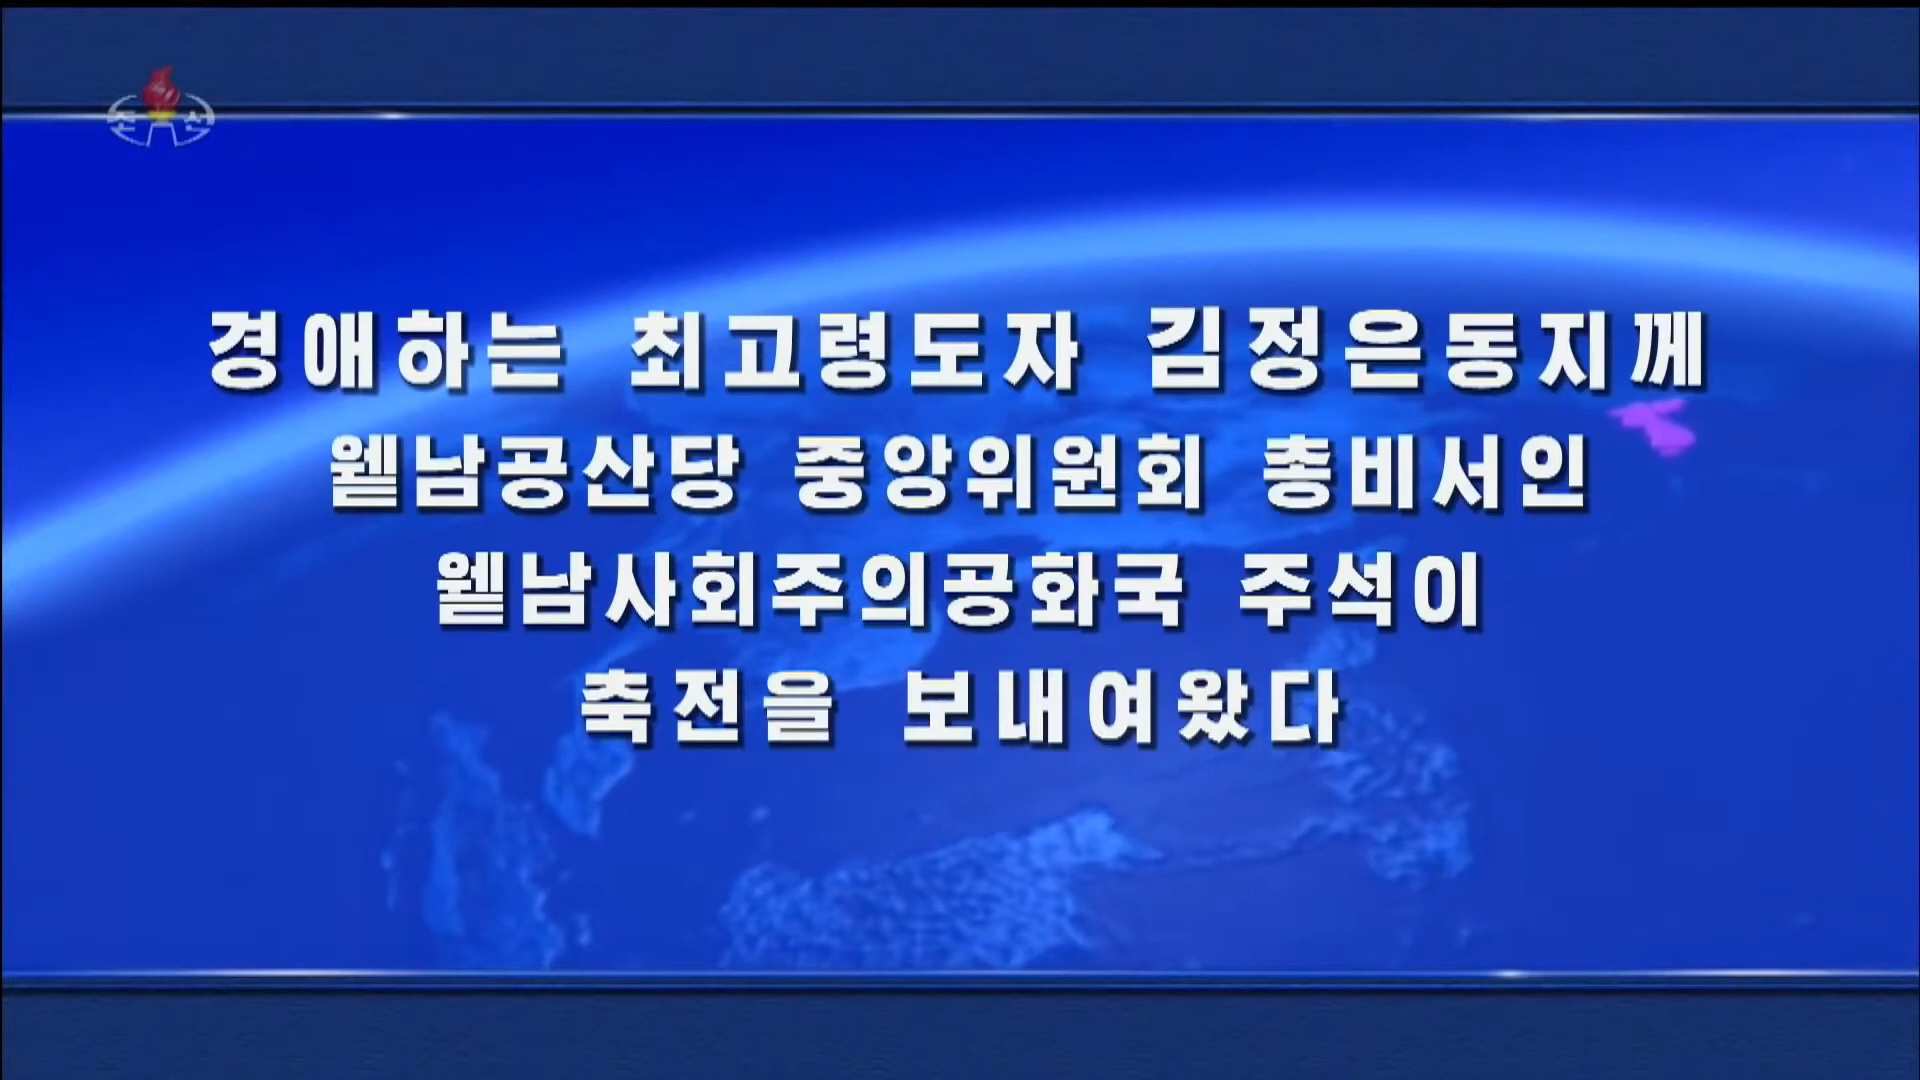 조선
경애하는 최고령도자 김정은동지께
웰남공산당 중앙위원회 총비서인
웰남사회주의공화국 주석이
축전을 보내여왔다